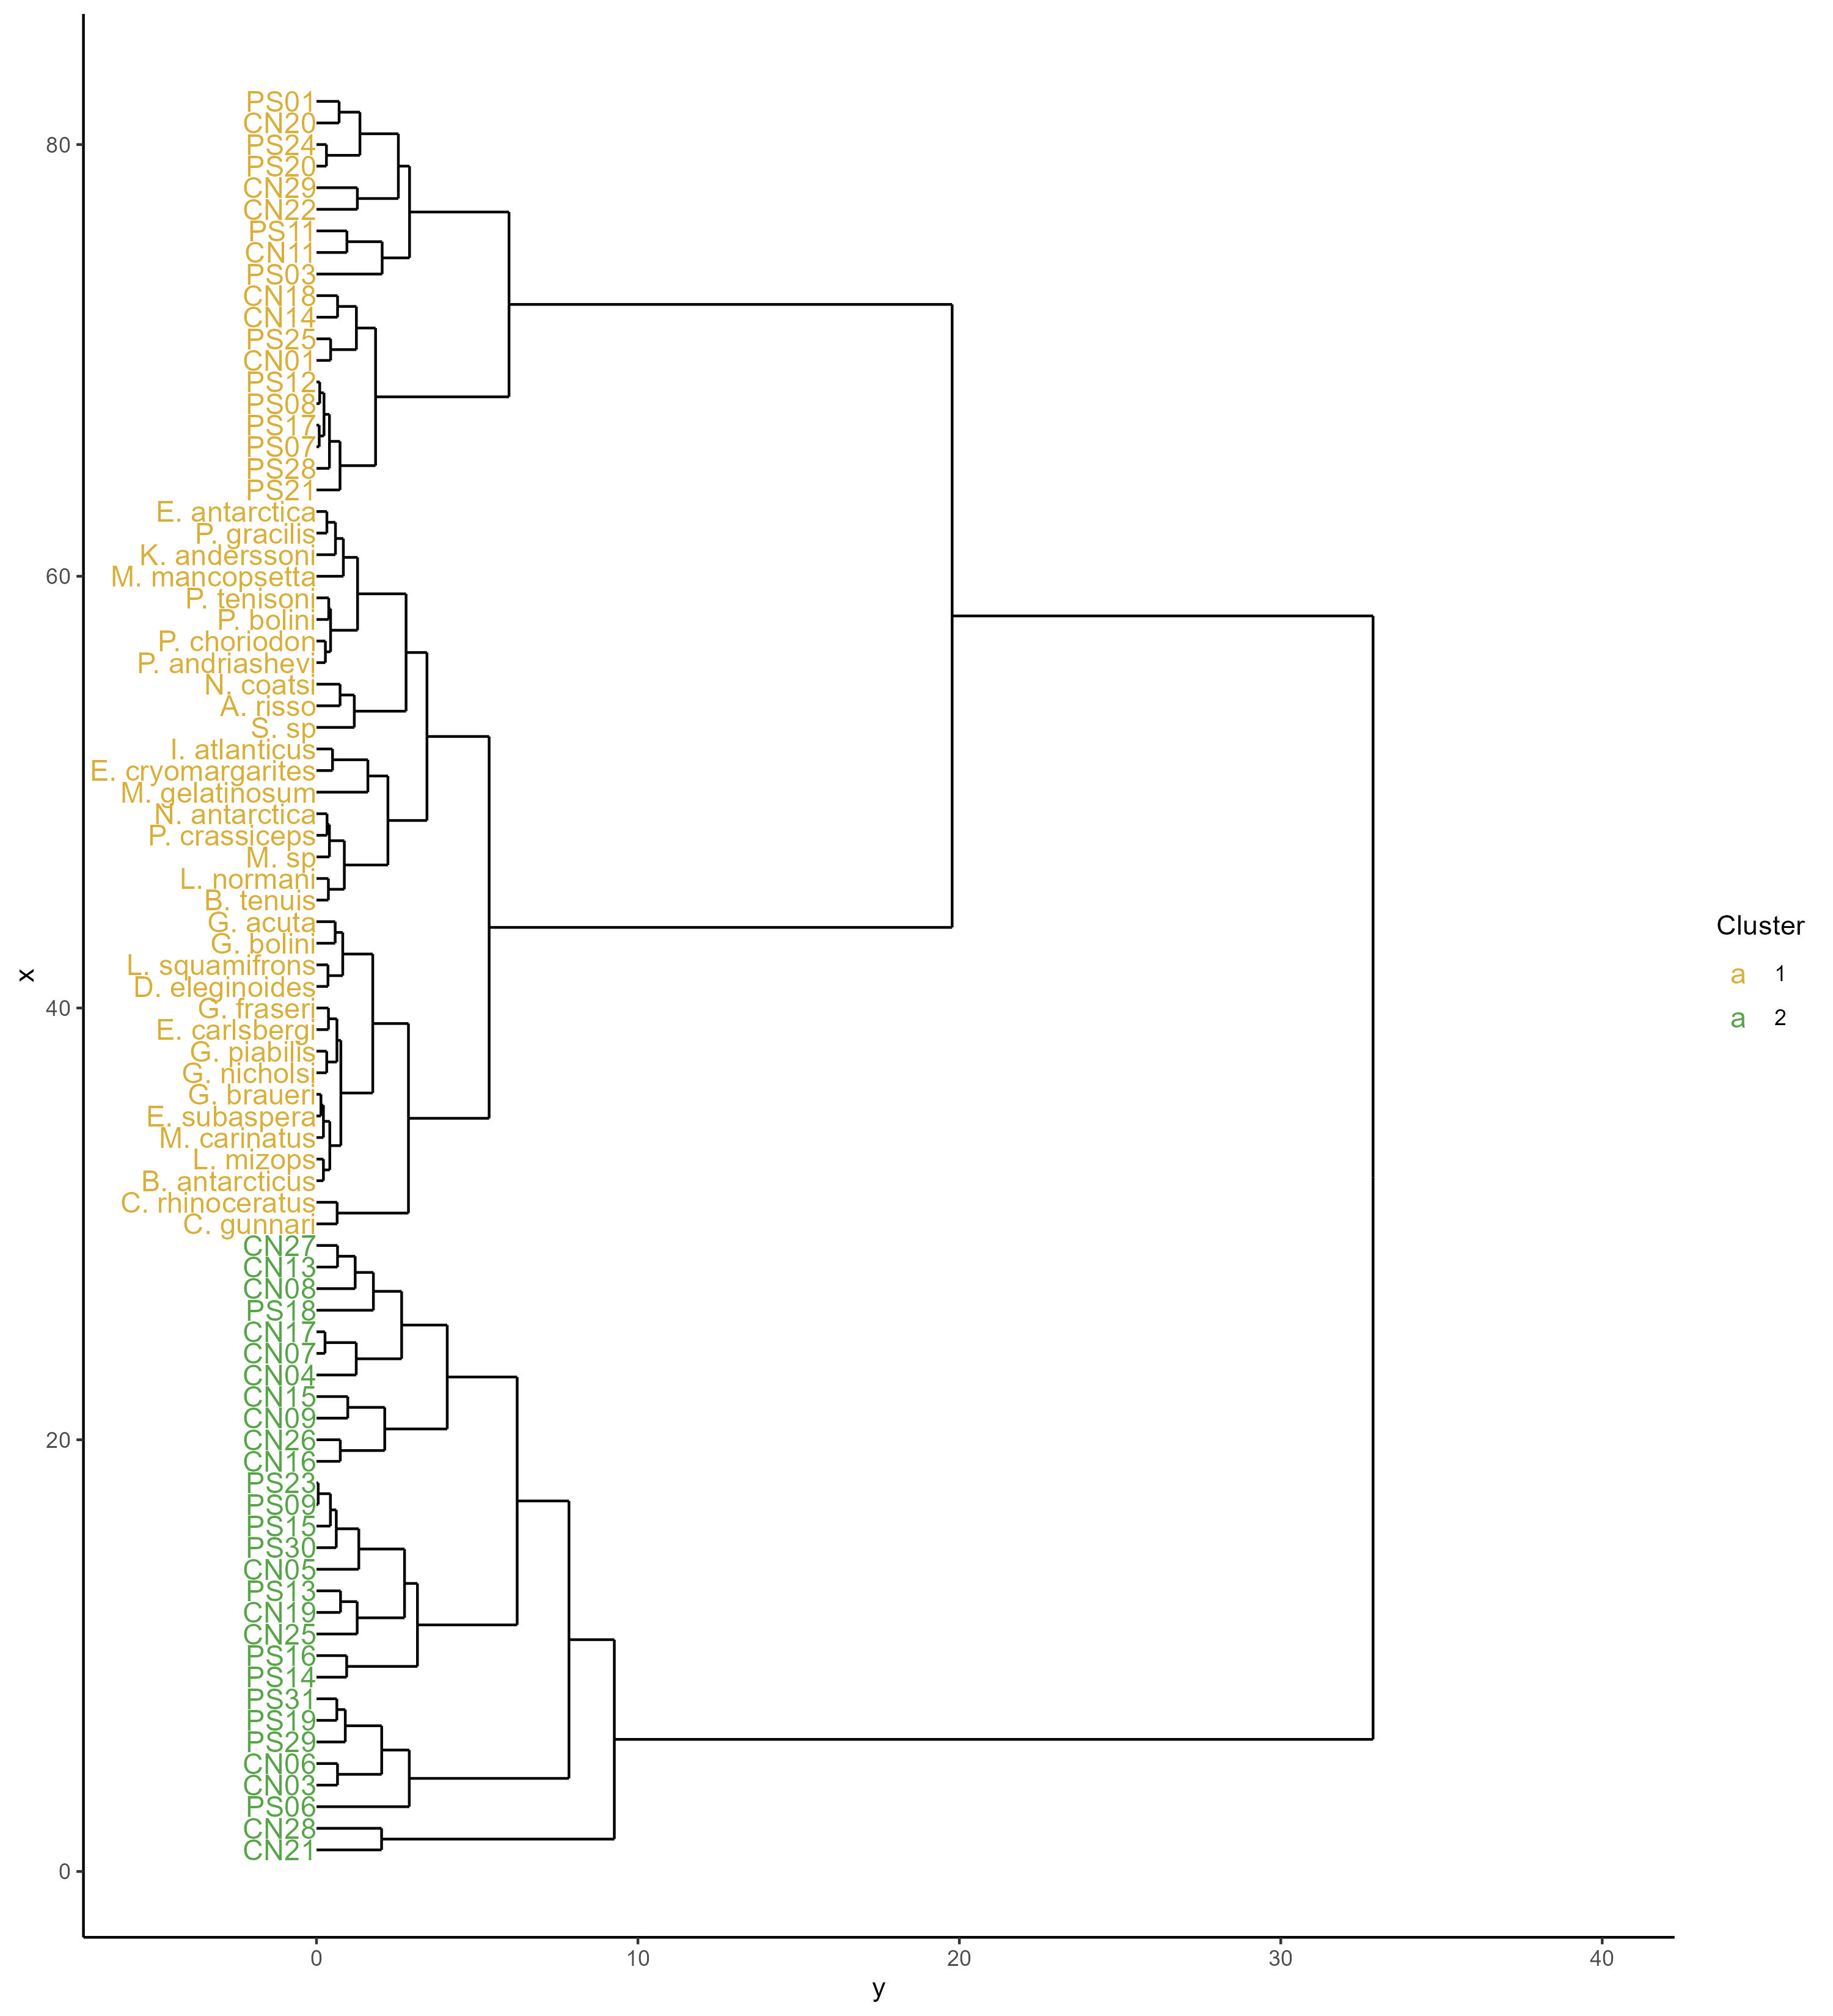 PS01
CN20
PS24
80
PS20
CN29
CN22
PS11
CN11
PS03
CN18
CN14
PS25
CN01
PS12
PS08
PS17
PS07
PS28
PS21
E. antarctica
P. gracilis
K. anderssoni
60
M. mancopsetta
P. tenisoni
P. bolini
P. choriodon
P. andriashevi
N. coatsi
A. risso
S. sp
I. atlanticus
E. cryomargarites
M. gelatinosum
N. antarctica
P. crassiceps
M. sp
L. normani
B. tenuis
G. acuta
G. bolini
L. squamifrons
D. eleginoides
x
40
G. fraseri
E. carlsbergi
G. piabilis
G. nicholsi
G. braueri
E. subaspera
M. carinatus
L. mizops
B. antarcticus
C. rhinoceratus
C. gunnari
CN27
CN13
CN08
PS18
CN17
CN07
CN04
CN15
CN09
20
CN26
CN16
PS23
PS09
PS15
PS30
CN05
PS13
CN19
CN25
PS16
PS14
PS31
PS19
PS29
CN06
CN03
PS06
CN28
CN21
0
0 10 20 30 40
y
Cluster
a 1
a 2